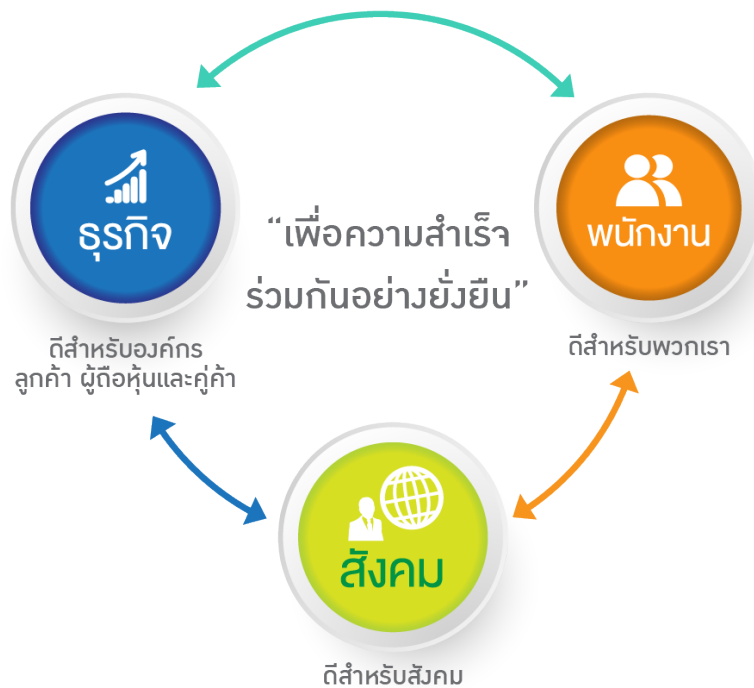 ธุรกิจ
ดีสำหรับองค์กร
ลูกค้า ผู้ถือหุ้นและคู่ค้า
“เพื่อความสำเร็จ
ร่วมกันอย่างยั่งยืน”
พนักงาน
ดีสำหรับพวกเรา
สังคม
ดีสำหรับสังคม